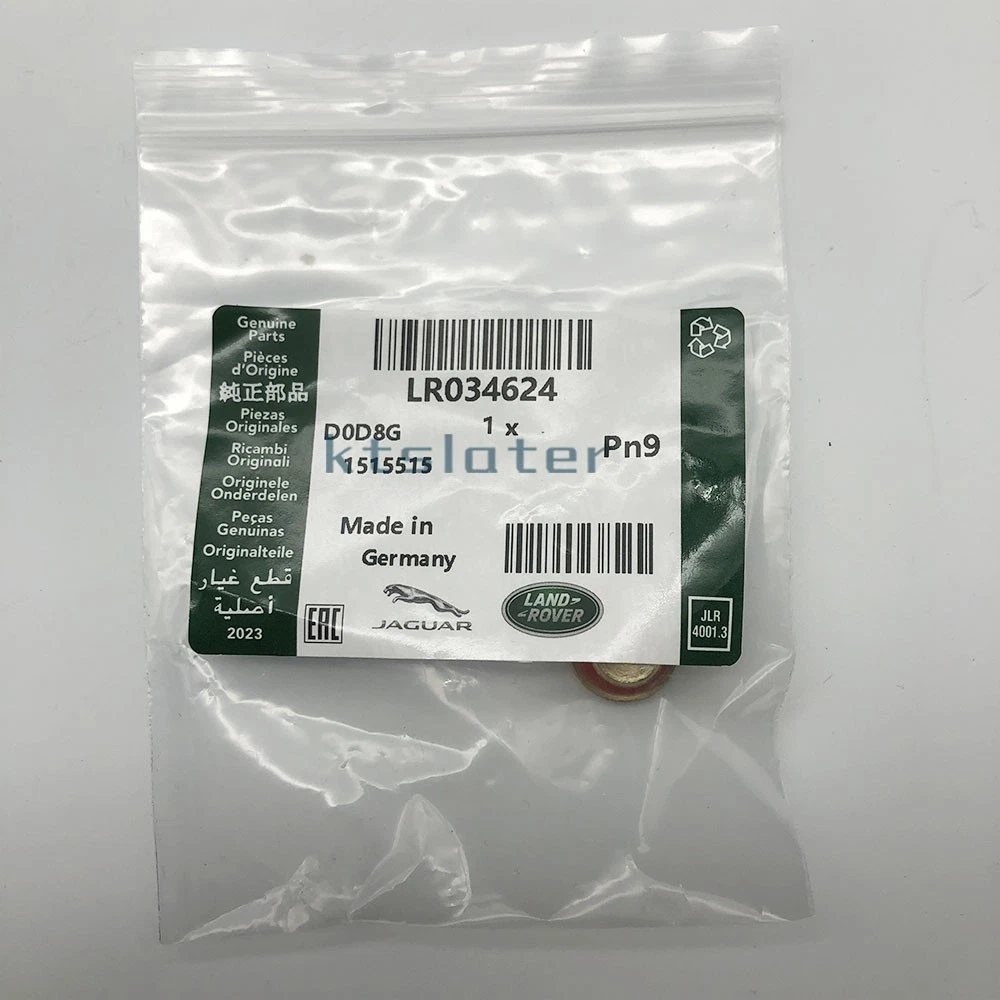 Genuine
Parts
Pièces
d'Origine
純正部品
Piezas
Originales
Ricambi
Originali
Originele
Onderdelen
Peças
Genuinas
Originalteile
قطع غيار
أصلية
2023
LR034624
1 x
D0D8G
1515515
Pn9
ktslater
Made in
Germany
EAC
JAGUAR
LAND-
-ROVER
JLR
4001.3